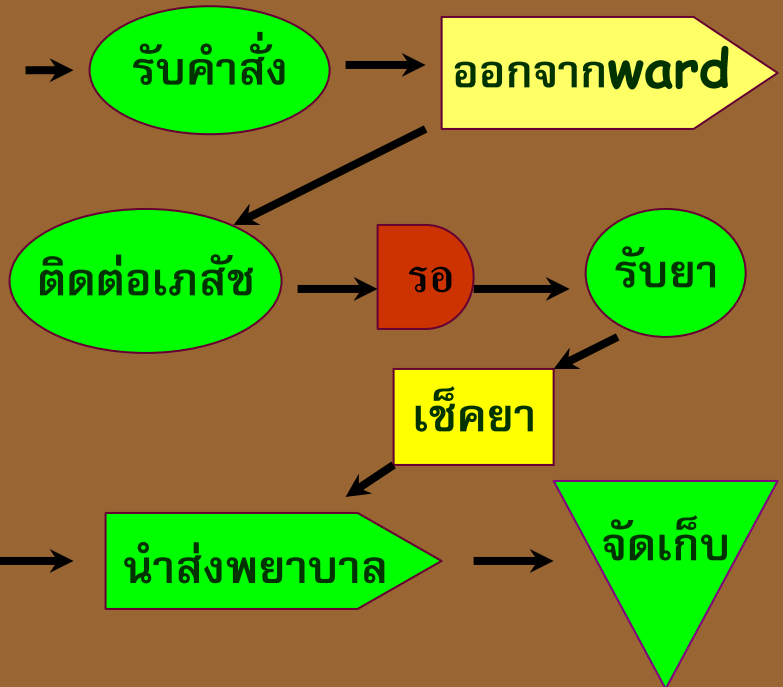 รับคำสั่ง
ออกจากward
ติดต่อเภสัช
รอ
รับยา
เช็คยา
นำส่งพยาบาล
จัดเก็บ